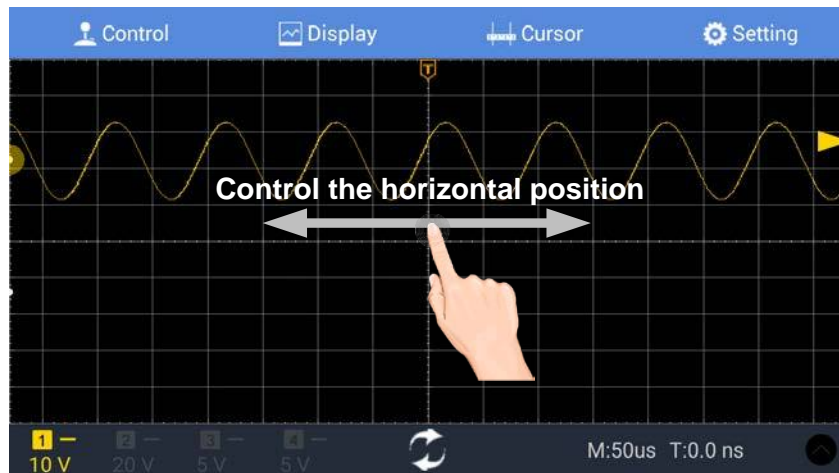 Control Display Cursor Setting
T
Control the horizontal position
1 2 3 4
10 V 20 V 5 V 5 V M:50us T:0.0 ns